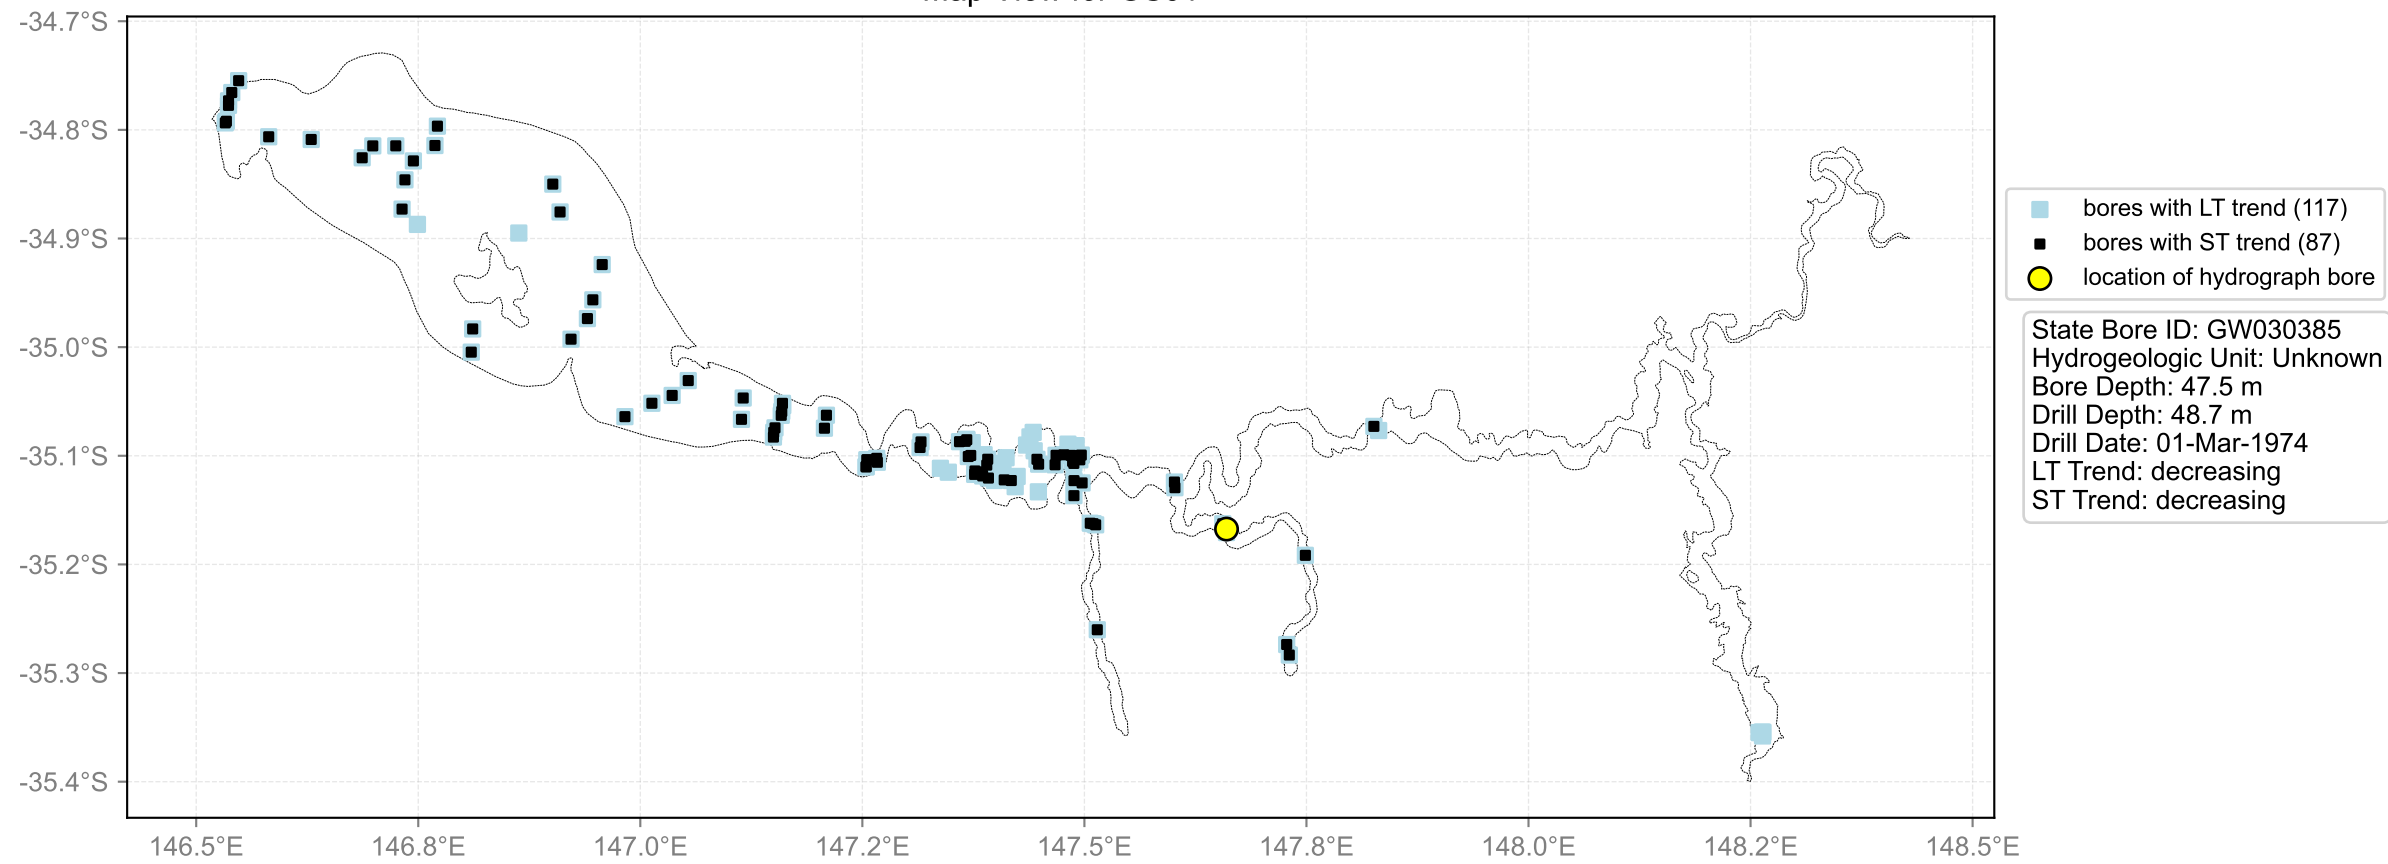 -34.7°S
-34.8°S
-34.9°S
-35.0°S
-35.1°S
-35.2°S
-35.3°S
-35.4°S
146.5°E
146.8°E
147.0°E
147.2°E
147.5°E
147.8°E
148.0°E
148.2°E
148.5°E
bores with LT trend (117)
bores with ST trend (87)
location of hydrograph bore
State Bore ID: GW030385
Hydrogeologic Unit: Unknown
Bore Depth: 47.5 m
Drill Depth: 48.7 m
Drill Date: 01-Mar-1974
LT Trend: decreasing
ST Trend: decreasing